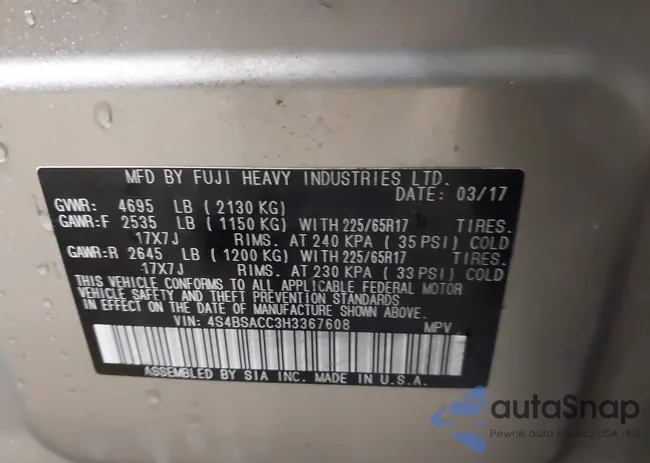 MFD BY FUJI HEAVY INDUSTRIES LTD.
DATE: 03/17
GVWR: 4695 LB ( 2130 KG)
GAWR:F 2535 LB ( 1150 KG) WITH 225/65R17 TIRES.
17X7J RIMS. AT 240 KPA ( 35 PSI) COLD
GAWR:R 2645 LB ( 1200 KG) WITH 225/65R17 TIRES.
17X7J RIMS. AT 230 KPA ( 33 PSI) COLD
THIS VEHICLE CONFORMS TO ALL APPLICABLE FEDERAL MOTOR
VEHICLE SAFETY AND THEFT PREVENTION STANDARDS
IN EFFECT ON THE DATE OF MANUFACTURE SHOWN ABOVE.
VIN: 4S4BSACC3H3367608 MPV
ASSEMBLED BY SIA INC. MADE IN U.S.A.
autaSnap
Pewne auta z USA - EU